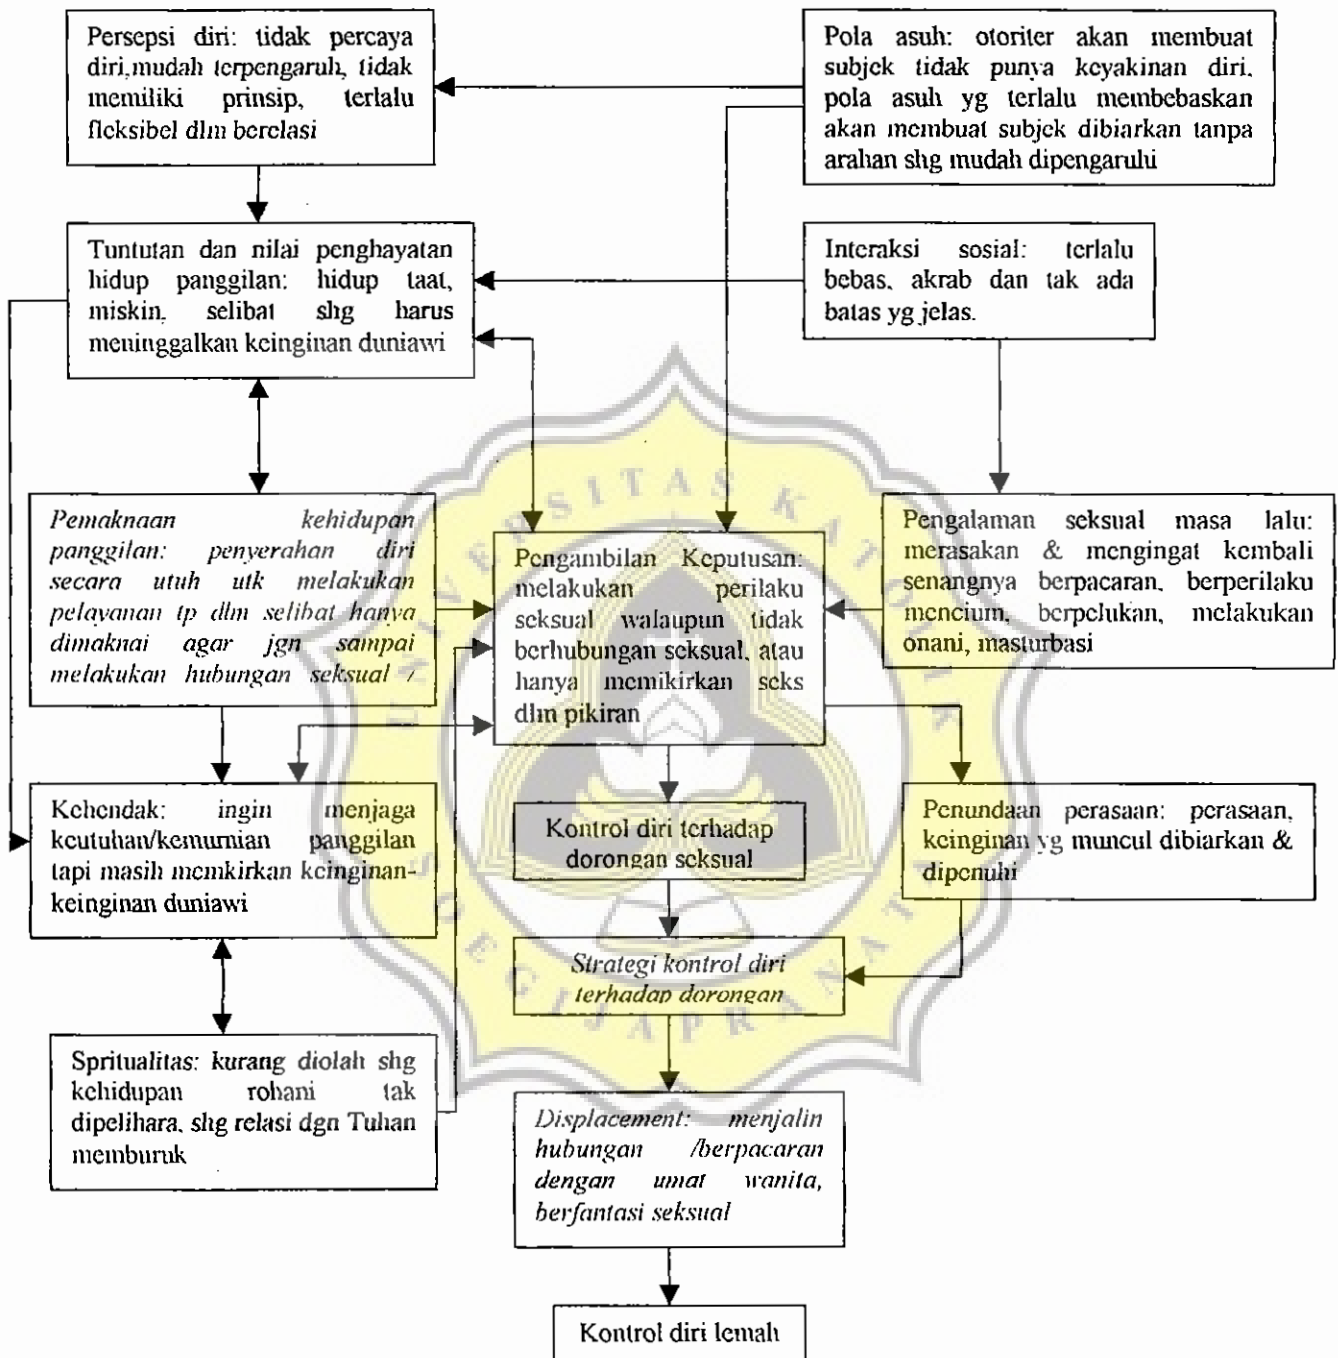 Persepsi diri: tidak percaya
diri,mudah terpengaruh, tidak
memiliki prinsip, terlalu
fleksibel dlm berelasi
Pola asuh: otoriter akan membuat
subjek tidak punya keyakinan diri,
pola asuh yg terlalu membebaskan
akan membuat subjek dibiarkan tanpa
arahan shg mudah dipengaruhi
Tuntutan dan nilai penghayatan
hidup panggilan: hidup taat,
miskin, selibat shg harus
meninggalkan keinginan duniawi
Interaksi sosial: terlalu
bebas, akrab dan tak ada
batas yg jelas.
Pemaknaan kehidupan
panggilan: penyerahan diri
secara utuh utk melakukan
pelayanan tp dlm selibat hanya
dimaknai agar jgn sampai
melakukan hubungan seksual /
Pengambilan Keputusan:
melakukan perilaku
seksual walaupun tidak
berhubungan seksual, atau
hanya memikirkan seks
dlm pikiran
Pengalaman seksual masa lalu:
merasakan & mengingat kembali
senangnya berpacaran, berperilaku
mencium, berpelukan, melakukan
onani, masturbasi
Kehendak: ingin menjaga
keutuhan/kemurnian panggilan
tapi masih memkirkan keinginan-
keinginan duniawi
Kontrol diri terhadap
dorongan seksual
Penundaan perasaan: perasaan,
keinginan yg muncul dibiarkan &
dipenuhi
Strategi kontrol diri
terhadap dorongan
Spritualitas: kurang diolah shg
kehidupan rohani tak
dipelihara, shg relasi dgn Tuhan
memburuk
Displacement: menjalin
hubungan /berpacaran
dengan umat wanita,
berfantasi seksual
Kontrol diri lemah
UNIVERSITAS KATOLIK
SOEGIJAPRANATA